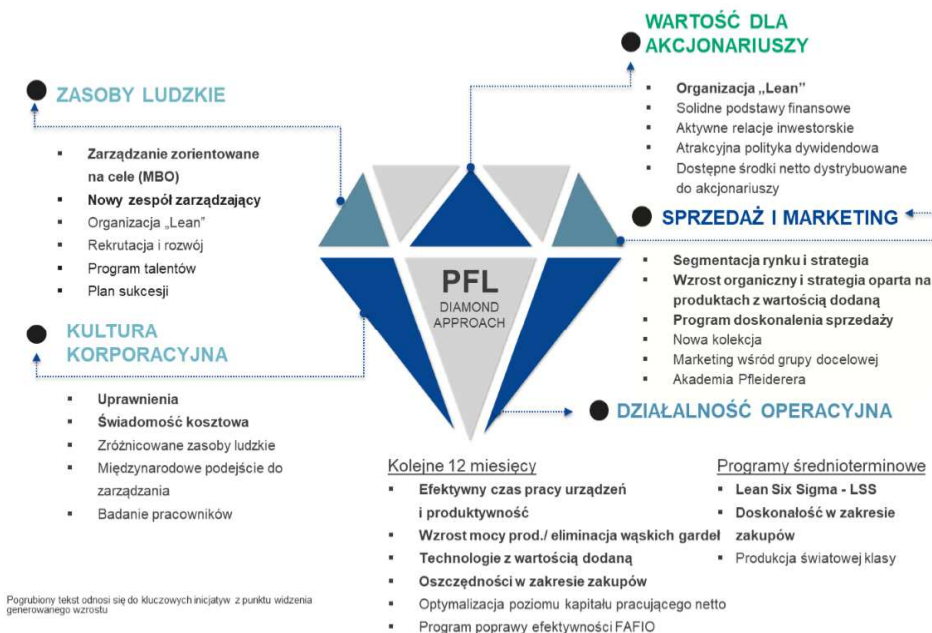 WARTOŚĆ DLA
AKCJONARIUSZY
Organizacja „Lean”
Solidne podstawy finansowe
Aktywne relacje inwestorskie
Atrakcyjna polityka dywidendowa
Dostępne środki netto dystrybuowane
do akcjonariuszy
ZASOBY LUDZKIE
Zarządzanie zorientowane
na cele (MBO)
Nowy zespół zarządzający
Organizacja „Lean”
Rekrutacja i rozwój
Program talentów
Plan sukcesji
SPRZEDAŻ I MARKETING
Segmentacja rynku i strategia
Wzrost organiczny i strategia oparta na
produktach z wartością dodaną
Program doskonalenia sprzedaży
Nowa kolekcja
Marketing wśród grupy docelowej
Akademia Pfleiderera
PFL
DIAMOND
APPROACH
KULTURA
KORPORACYJNA
Uprawnienia
Świadomość kosztowa
Zróżnicowane zasoby ludzkie
Międzynarodowe podejście do
zarządzania
Badanie pracowników
DZIAŁALNOŚĆ OPERACYJNA
Kolejne 12 miesięcy
Efektywny czas pracy urządzeń
i produktywność
Wzrost mocy prod./ eliminacja wąskich gardeł
Technologie z wartością dodaną
Oszczędności w zakresie zakupów
Optymalizacja poziomu kapitału pracującego netto
Program poprawy efektywności FAFIO
Programy średnioterminowe
Lean Six Sigma - LSS
Doskonałość w zakresie
zakupów
Produkcja światowej klasy
Pogrubiony tekst odnosi się do kluczowych inicjatyw z punktu widzenia
generowanego wzrostu